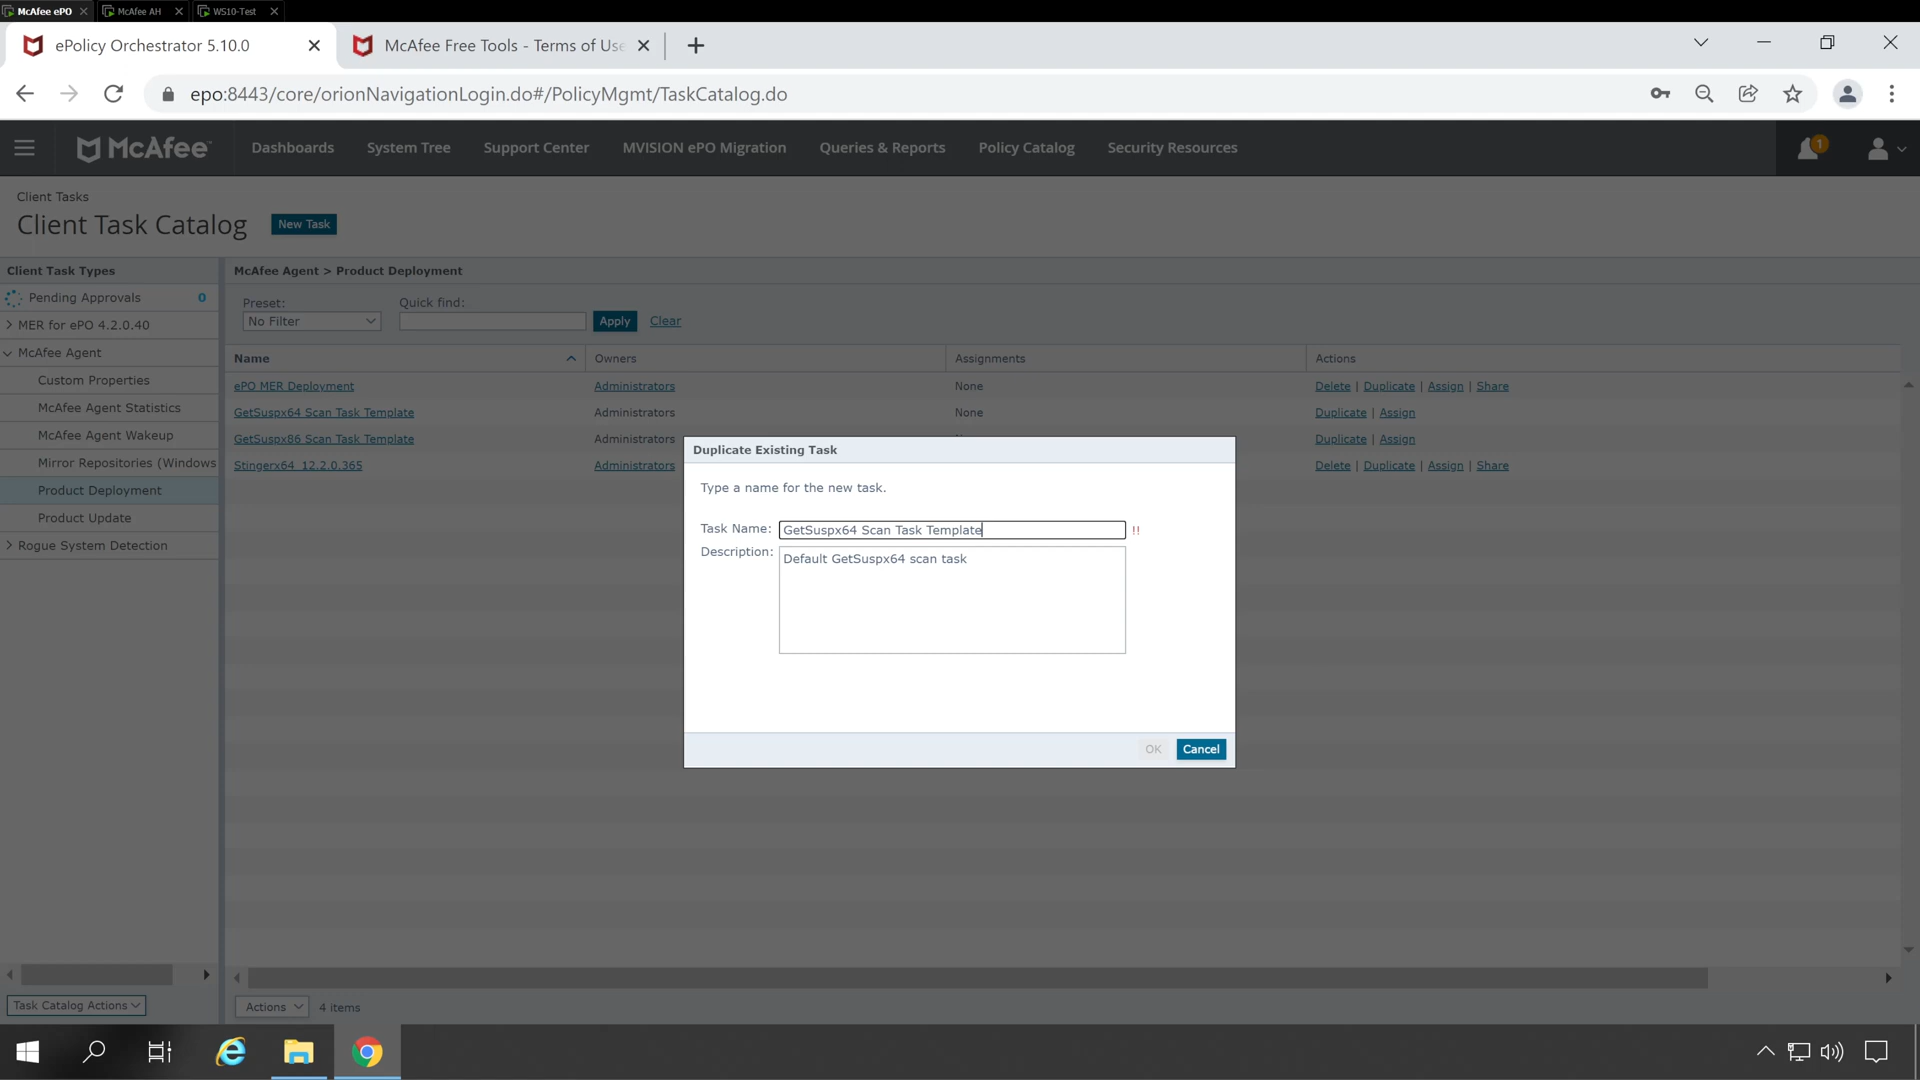 McAfee ePO
McAfee AH
WS10-Test
ePolicy Orchestrator 5.10.0
McAfee Free Tools - Terms of Use
epo:8443/core/orionNavigationLogin.do#/PolicyMgmt/TaskCatalog.do
McAfee
Dashboards
System Tree
Support Center
MVISION ePO Migration
Queries & Reports
Policy Catalog
Security Resources
1
Client Tasks
Client Task Catalog
New Task
Client Task Types
McAfee Agent > Product Deployment
Pending Approvals 0
MER for ePO 4.2.0.40
McAfee Agent
Custom Properties
McAfee Agent Statistics
McAfee Agent Wakeup
Mirror Repositories (Windows
Product Deployment
Product Update
Rogue System Detection
Preset:
No Filter
Quick find:
Apply
Clear
Name Owners Assignments Actions
ePO MER Deployment Administrators None Delete | Duplicate | Assign | Share
GetSuspx64 Scan Task Template Administrators None Duplicate | Assign
GetSuspx86 Scan Task Template Administrators Duplicate | Assign
Stingerx64_12.2.0.365 Administrators Delete | Duplicate | Assign | Share
Duplicate Existing Task
Type a name for the new task.
Task Name: GetSuspx64 Scan Task Template !!
Description: Default GetSuspx64 scan task
OK
Cancel
Task Catalog Actions
Actions
4 items